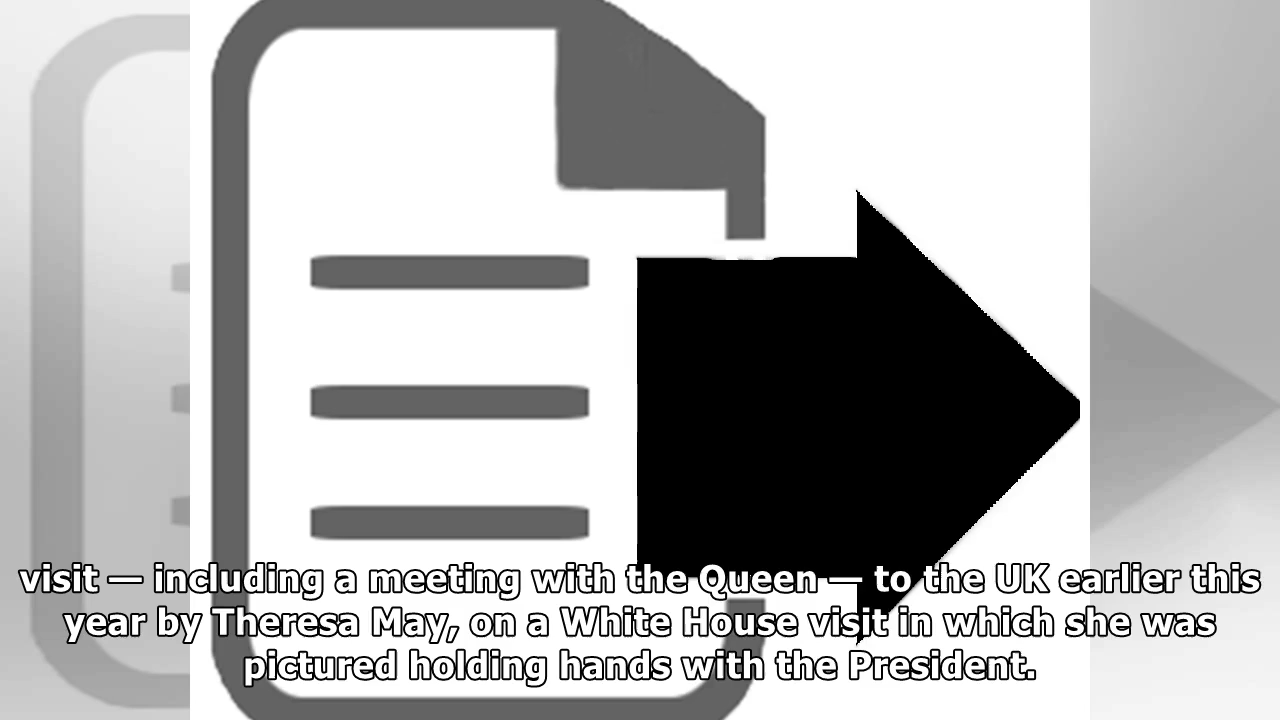 visit — including a meeting with the Queen — to the UK earlier this
year by Theresa May, on a White House visit in which she was
pictured holding hands with the President.